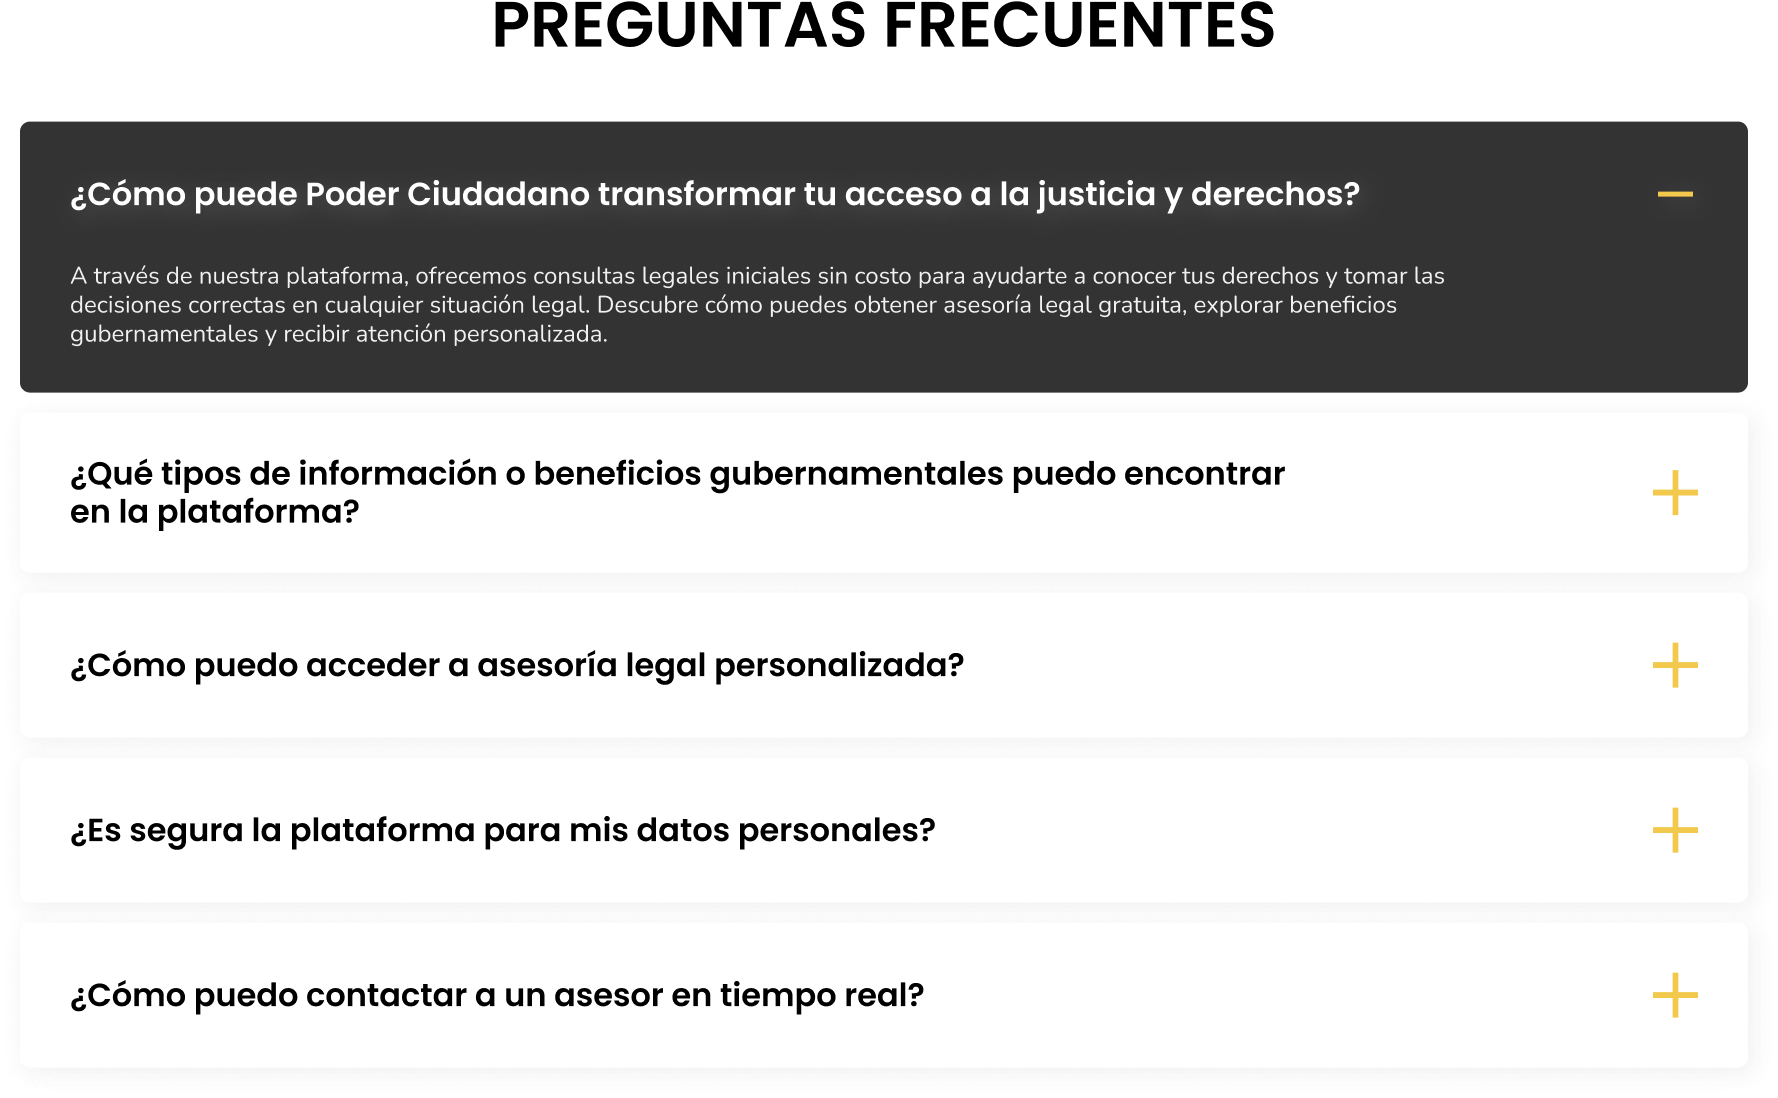 PREGUNTAS FRECUENTES
¿Cómo puede Poder Ciudadano transformar tu acceso a la justicia y derechos?
A través de nuestra plataforma, ofrecemos consultas legales iniciales sin costo para ayudarte a conocer tus derechos y tomar las
decisiones correctas en cualquier situación legal. Descubre cómo puedes obtener asesoría legal gratuita, explorar beneficios
gubernamentales y recibir atención personalizada.
¿Qué tipos de información o beneficios gubernamentales puedo encontrar
en la plataforma?
¿Cómo puedo acceder a asesoría legal personalizada?
¿Es segura la plataforma para mis datos personales?
¿Cómo puedo contactar a un asesor en tiempo real?